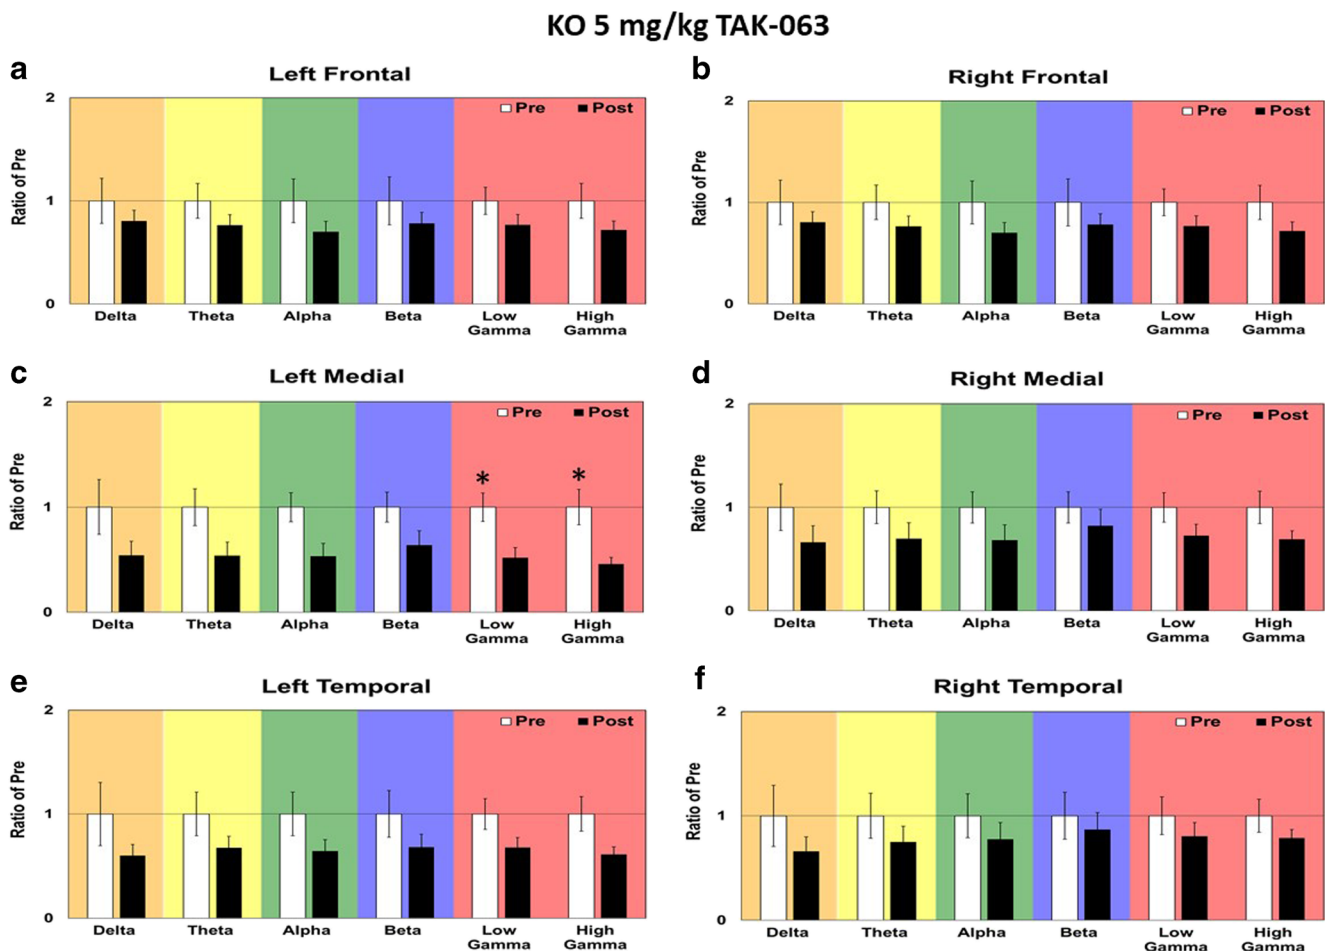 KO 5 mg/kg TAK-063
a
Left Frontal
2
Pre Post
Ratio of Pre
1
0
Delta Theta Alpha Beta Low Gamma High Gamma
b
Right Frontal
2
Pre Post
Ratio of Pre
1
0
Delta Theta Alpha Beta Low Gamma High Gamma
c
Left Medial
2
Pre Post
Ratio of Pre
* *
1
0
Delta Theta Alpha Beta Low Gamma High Gamma
d
Right Medial
2
Pre Post
Ratio of Pre
1
0
Delta Theta Alpha Beta Low Gamma High Gamma
e
Left Temporal
2
Pre Post
Ratio of Pre
1
0
Delta Theta Alpha Beta Low Gamma High Gamma
f
Right Temporal
2
Pre Post
Ratio of Pre
1
0
Delta Theta Alpha Beta Low Gamma High Gamma